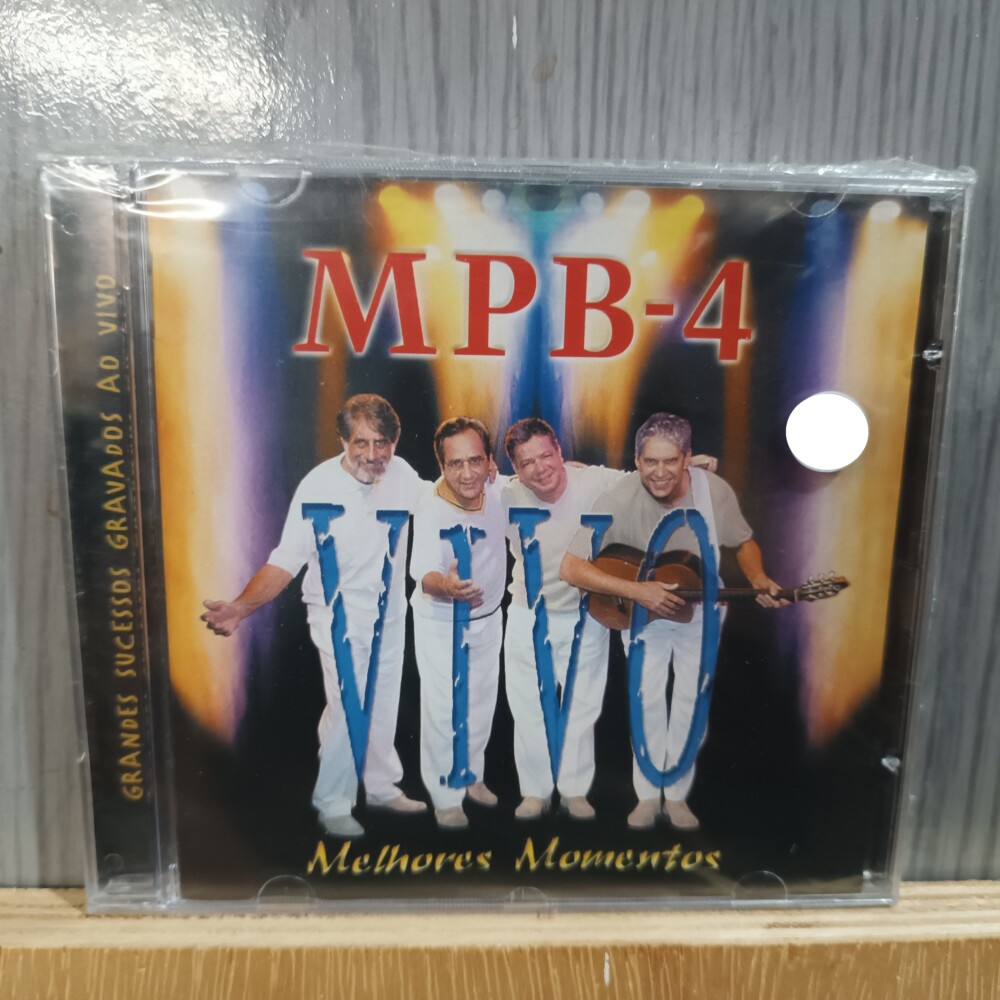 MPB-4
VIVO
Melhores Momentos
GRANDES SUCESSOS GRAVADOS AO VIVO